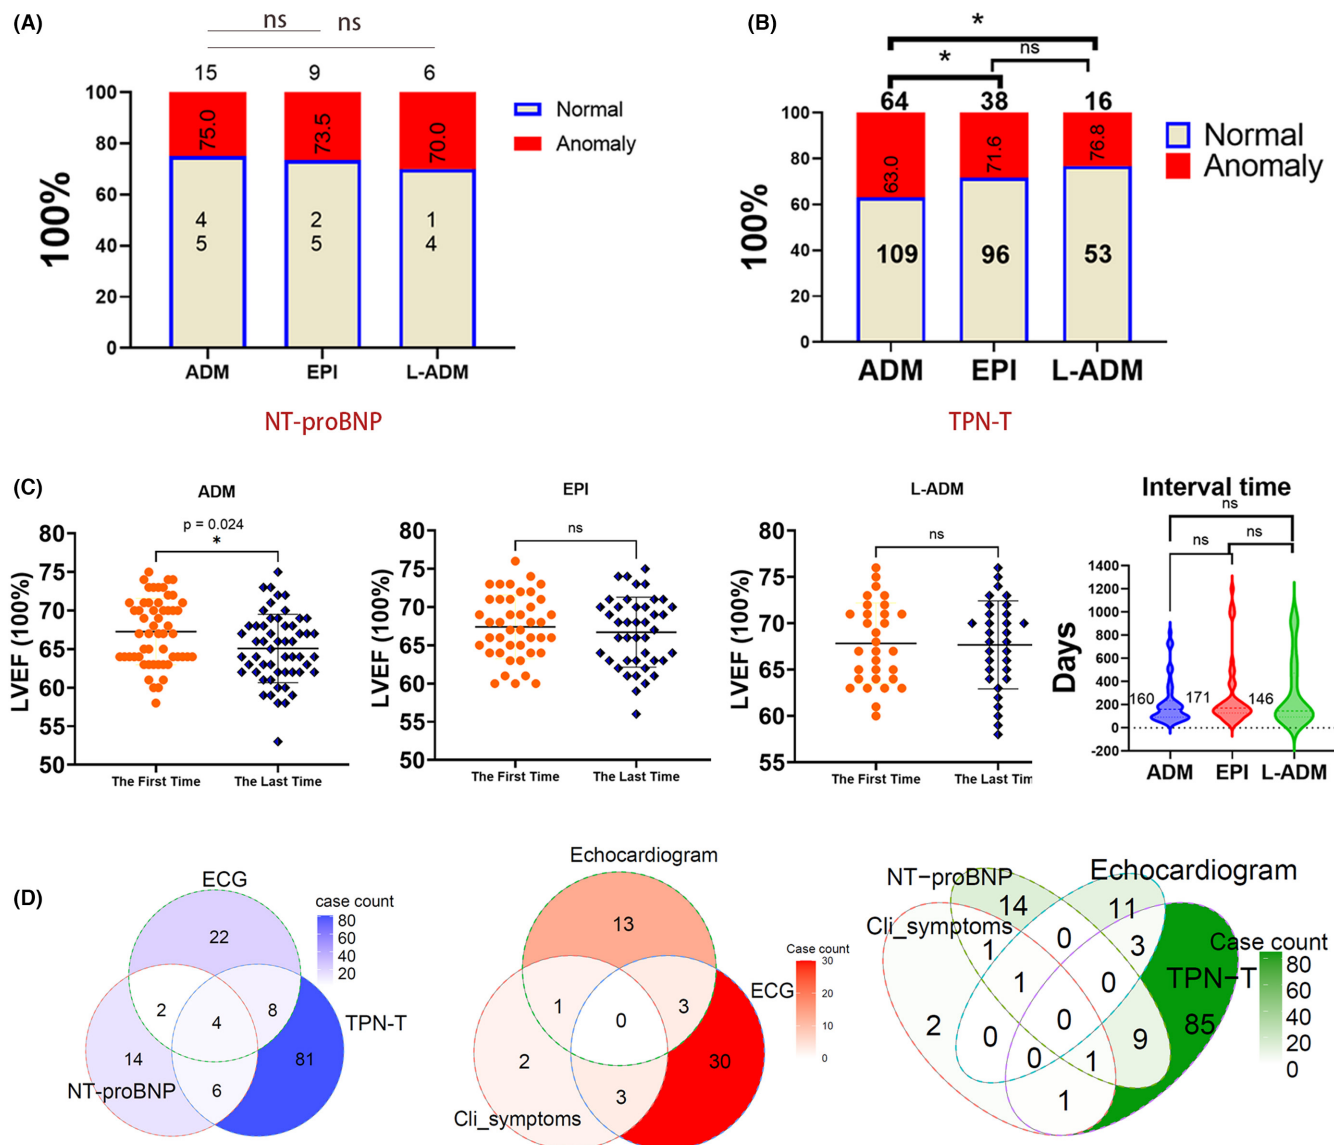 (A)
ns
ns
15
9
6
100
80
60
40
20
0
100%
75.0
73.5
70.0
4
5
2
5
1
4
ADM
EPI
L-ADM
Normal
Anomaly
NT-proBNP
(B)
*
*
ns
64
38
16
100
80
60
40
20
0
100%
63.0
71.6
76.8
109
96
53
ADM
EPI
L-ADM
Normal
Anomaly
TPN-T
(C)
ADM
p = 0.024
*
80
75
70
65
60
55
50
LVEF (100%)
The First Time
The Last Time
EPI
ns
80
75
70
65
60
55
50
LVEF (100%)
The First Time
The Last Time
L-ADM
ns
80
75
70
65
60
55
LVEF (100%)
The First Time
The Last Tim
Interval time
ns
ns
ns
1400
1200
1000
800
600
400
200
0
-200
Days
160
171
146
ADM
EPI
L-ADM
(D)
ECG
22
2
4
8
14
6
81
NT-proBNP
TPN-T
case count
80
60
40
20
Echocardiogram
13
1
0
3
2
3
30
Cli_symptoms
ECG
Case count
30
20
10
0
NT−proBNP
Echocardiogram
Cli_symptoms
TPN−T
14
11
1
0
3
1
0
2
0
0
0
1
9
85
1
Case count
80
60
40
20
0